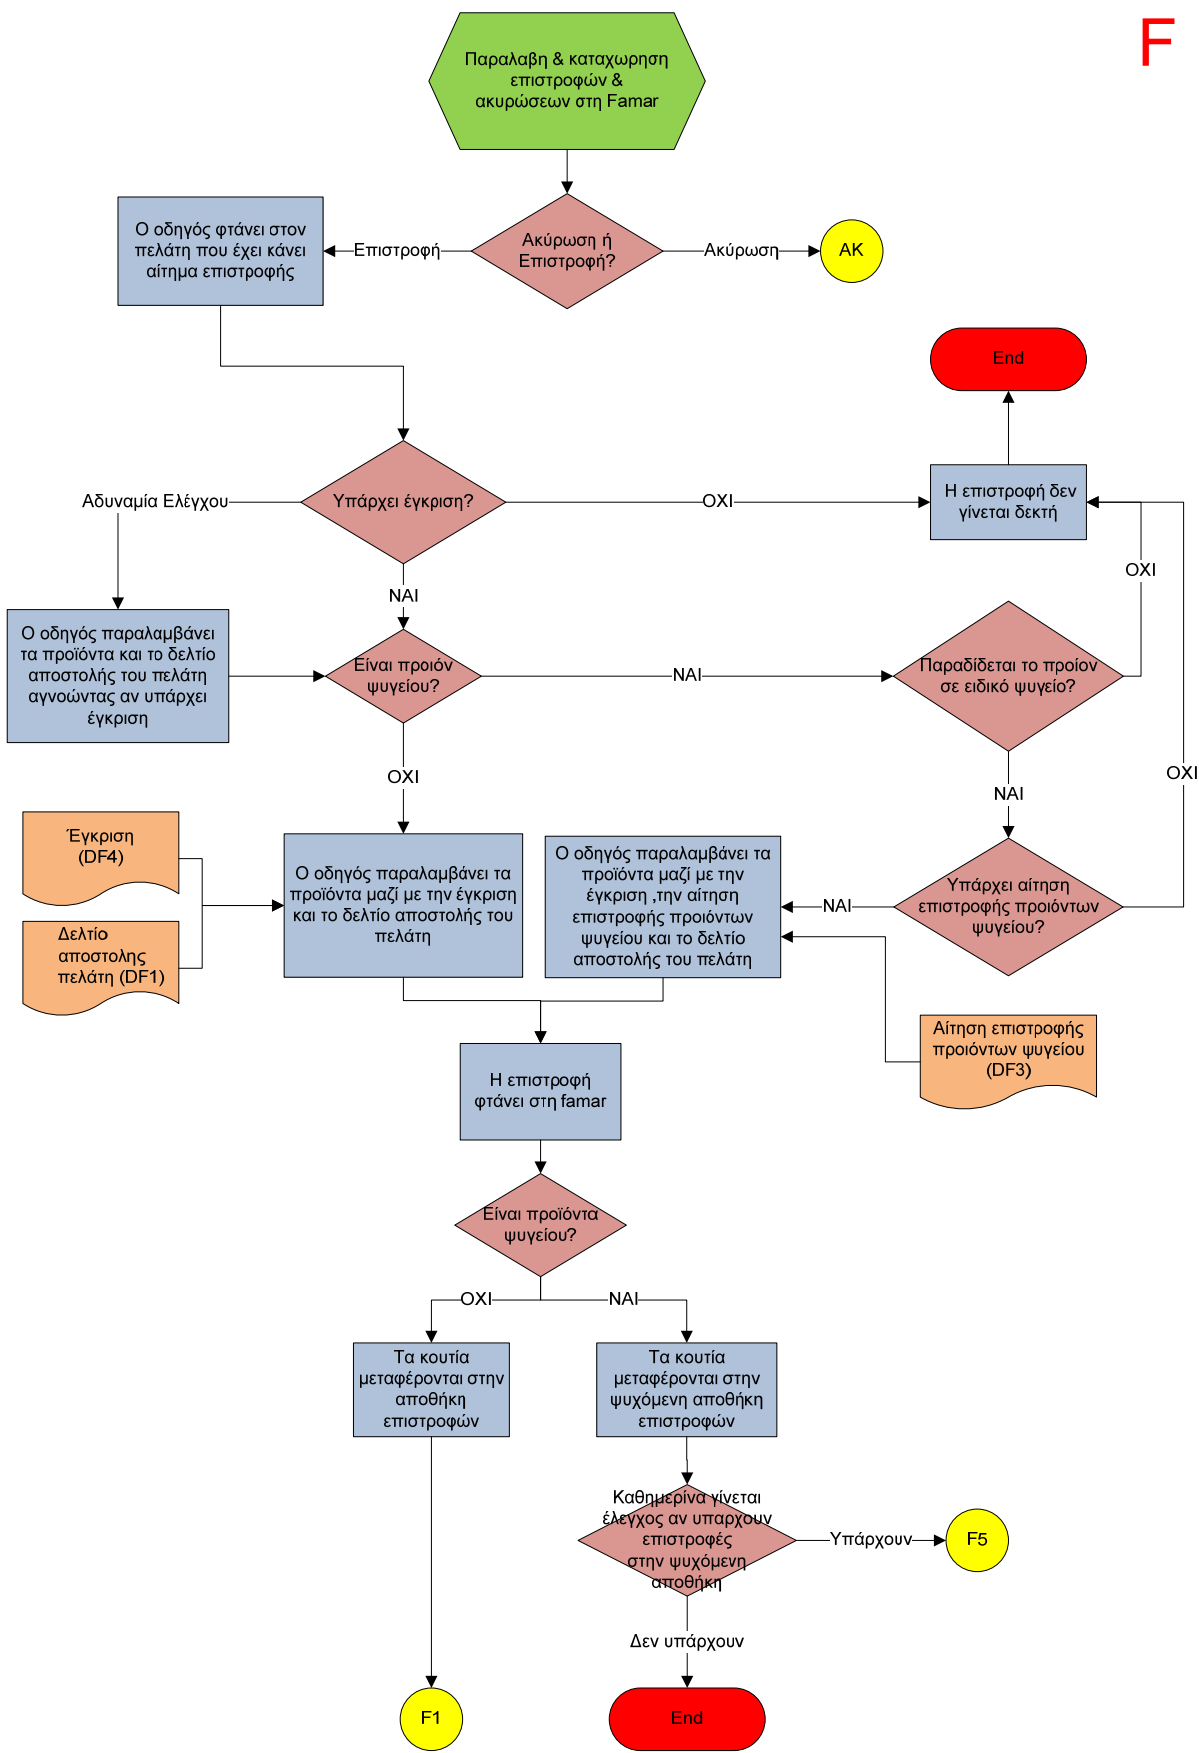 F
Παραλαβη & καταχωρηση
επιστροφών &
ακυρώσεων στη Famar
Ο οδηγός φτάνει στον
πελάτη που έχει κάνει
αίτημα επιστροφής
Επιστροφή
Ακύρωση ή
Επιστροφή?
Ακύρωση
ΑΚ
End
Αδυναμία Ελέγχου
Υπάρχει έγκριση?
ΟΧΙ
Η επιστροφή δεν
γίνεται δεκτή
ΟΧΙ
ΝΑΙ
Ο οδηγός παραλαμβάνει
τα προϊόντα και το δελτίο
αποστολής του πελάτη
αγνοώντας αν υπάρχει
έγκριση
Είναι προιόν
ψυγείου?
ΝΑΙ
Παραδίδεται το προίον
σε ειδικό ψυγείο?
ΟΧΙ
ΟΧΙ
ΝΑΙ
Έγκριση
(DF4)
Δελτίο
αποστολης
πελάτη (DF1)
Ο οδηγός παραλαμβάνει τα
προϊόντα μαζί με την έγκριση
και το δελτίο αποστολής του
πελάτη
Ο οδηγός παραλαμβάνει τα
προϊόντα μαζί με την
έγκριση ,την αίτηση
επιστροφής προιόντων
ψυγείου και το δελτίο
αποστολής του πελάτη
ΝΑΙ
Υπάρχει αίτηση
επιστροφής προιόντων
ψυγείου?
Αίτηση επιστροφής
προιόντων ψυγείου
(DF3)
Η επιστροφή
φτάνει στη famar
Είναι προϊόντα
ψυγείου?
ΟΧΙ
ΝΑΙ
Τα κουτία
μεταφέρονται στην
αποθήκη
επιστροφών
Τα κουτία
μεταφέρονται στην
ψυχόμενη αποθήκη
επιστροφών
Καθημερίνα γίνεται
έλεγχος αν υπαρχουν
επιστροφές
στην ψυχόμενη
αποθήκη
Υπάρχουν
F5
Δεν υπάρχουν
F1
End